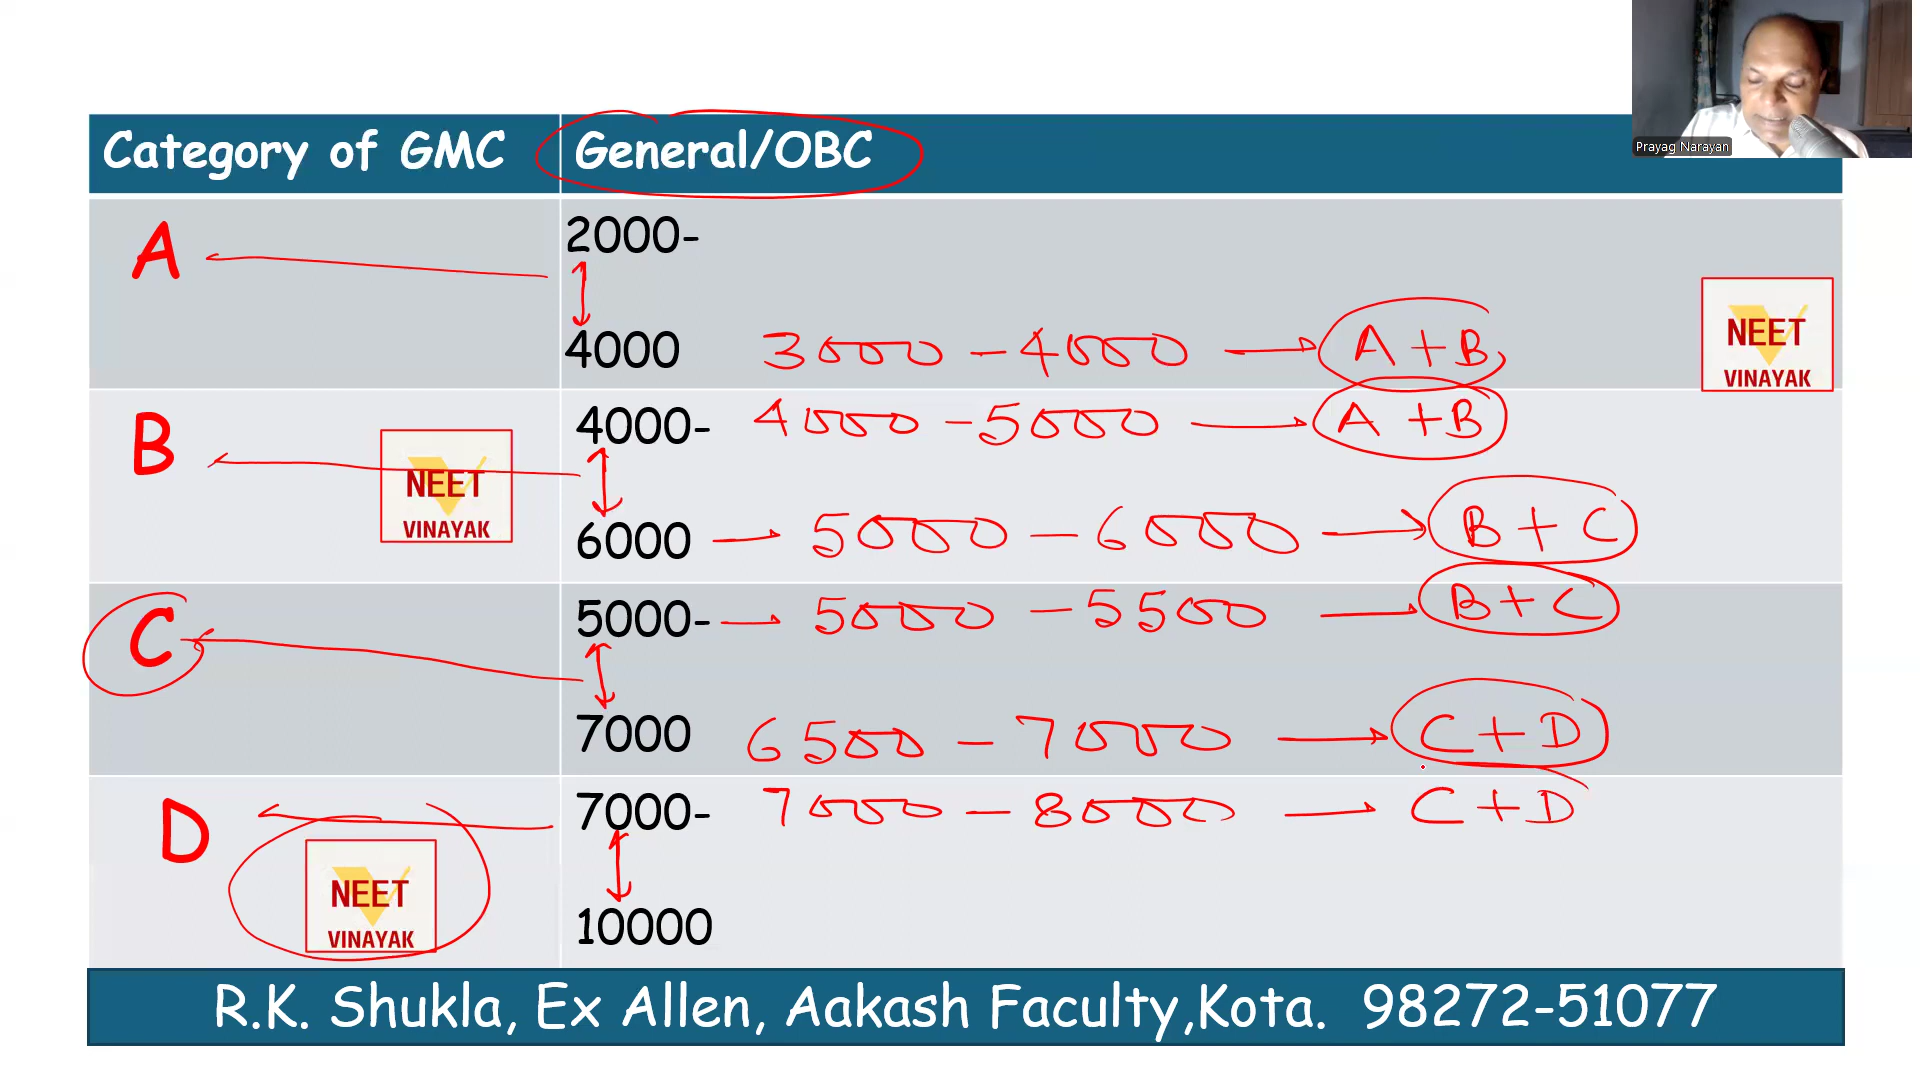 Prayag Narayan
Category of GMC General/OBC
A 2000-
4000 3000 - 4000 → A+B
NEET
VINAYAK
B 4000- 4000 - 5000 → A+B
NEET
VINAYAK
6000 → 5000 - 6000 → B+C
C 5000- → 5000 - 5500 → B+C
7000 6500 - 7000 → C+D
D 7000- 7000 - 8000 → C+D
NEET
VINAYAK
10000
R.K. Shukla, Ex Allen, Aakash Faculty,Kota. 98272-51077